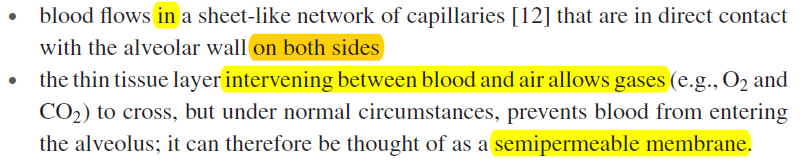 • blood flows in a sheet-like network of capillaries [12] that are in direct contact
with the alveolar wall on both sides
• the thin tissue layer intervening between blood and air allows gases (e.g., O₂ and
CO₂) to cross, but under normal circumstances, prevents blood from entering
the alveolus; it can therefore be thought of as a semipermeable membrane.